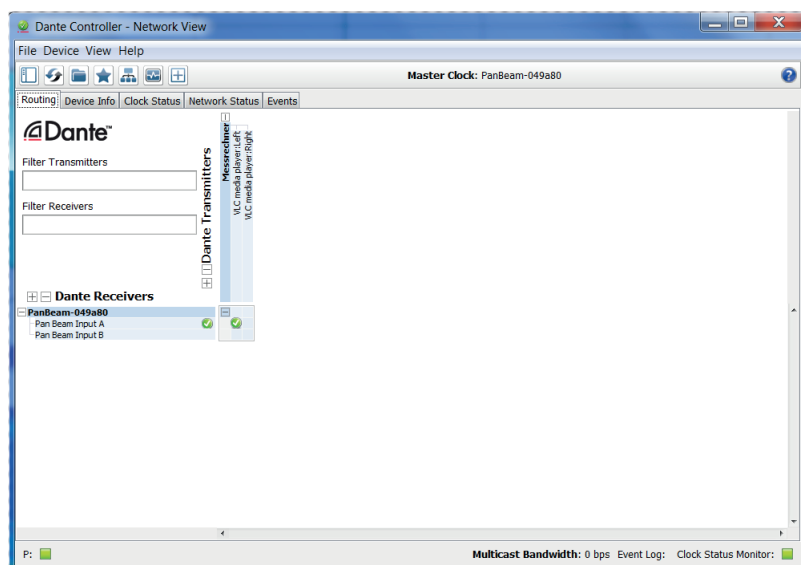 Dante Controller - Network View
File Device View Help
Master Clock: PanBeam-049a80
Routing Device Info Clock Status Network Status Events
Dante™
Filter Transmitters
Filter Receivers
Dante Transmitters
Messrechner
VLC media player:Left
VLC media player:Right
Dante Receivers
PanBeam-049a80
Pan Beam Input A
Pan Beam Input B
P:
Multicast Bandwidth: 0 bps Event Log: Clock Status Monitor: